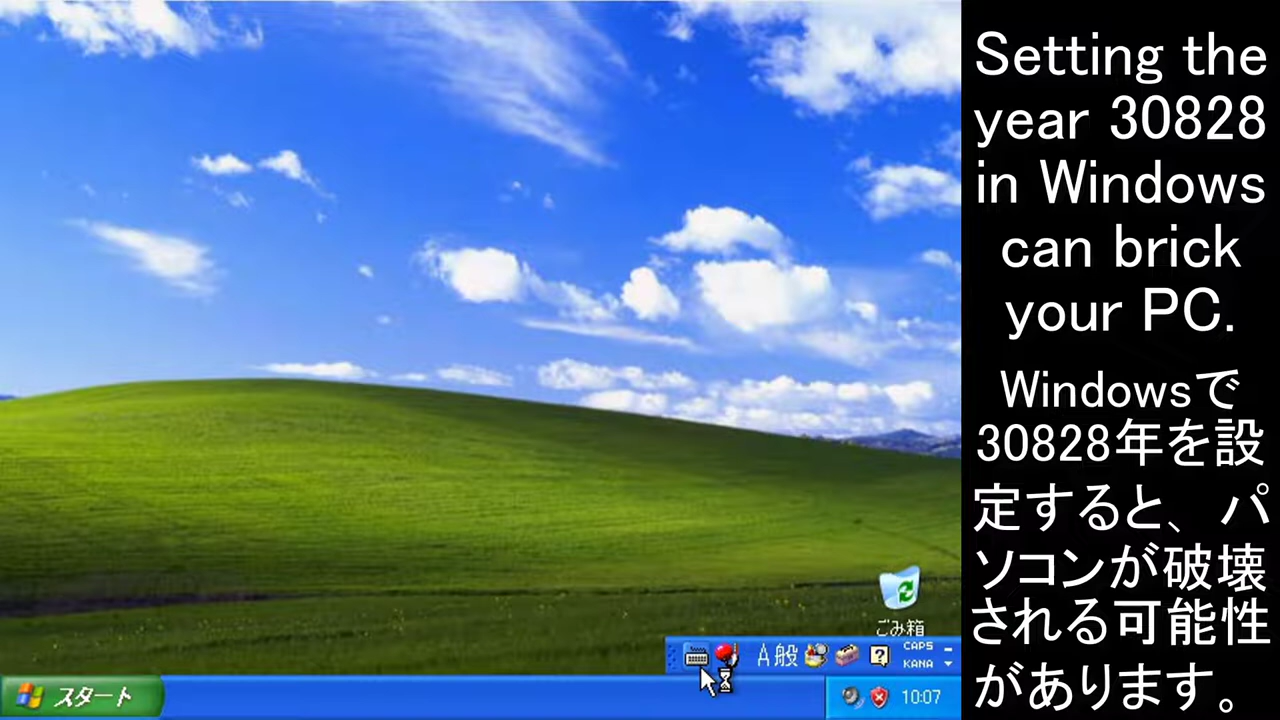 Setting the
year 30828
in Windows
can brick
your PC.
Windowsで
30828年を設
定すると、パ
ソコンが破壊
される可能性
があります。
ごみ箱
A般
CAPS
KANA
スタート
10:07